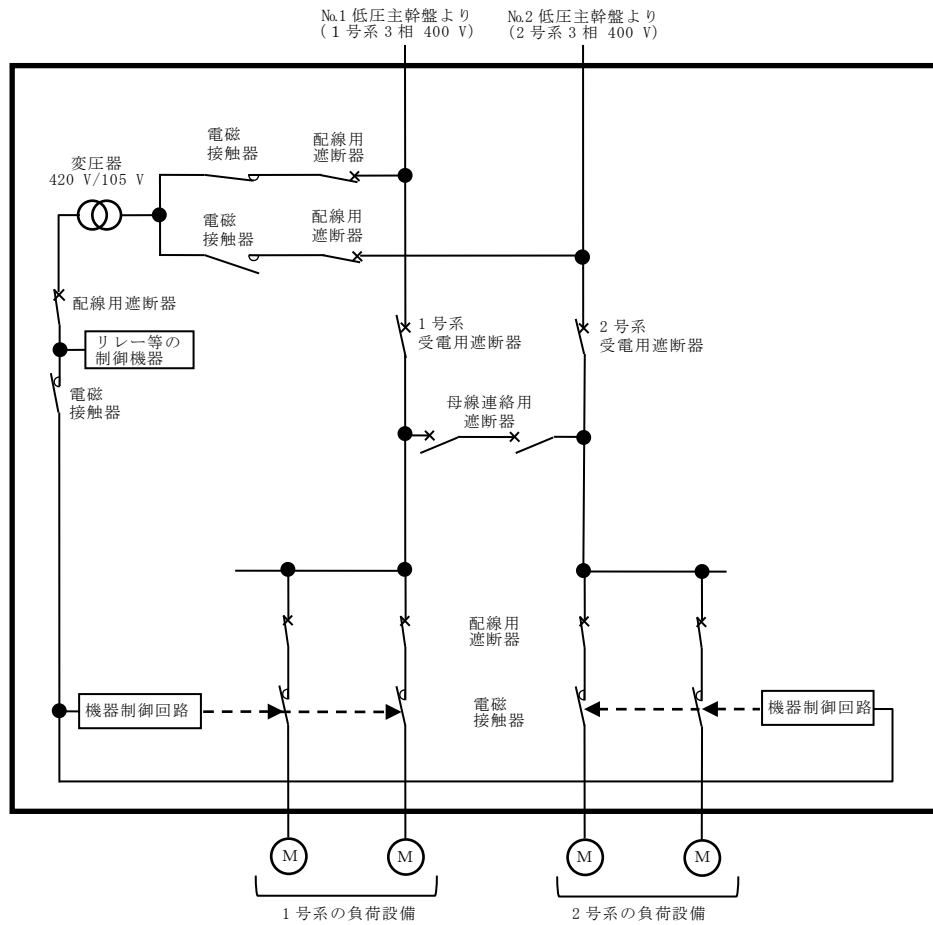 №1 低圧主幹盤より
(1号系3相 400 V)
№2 低圧主幹盤より
(2号系3相 400 V)
電磁
接触器
配線用
遮断器
変圧器
420 V/105 V
電磁
接触器
配線用
遮断器
配線用遮断器
リレー等の
制御機器
電磁
接触器
1号系
受電用遮断器
2号系
受電用遮断器
母線連絡用
遮断器
配線用
遮断器
電磁
接触器
機器制御回路
機器制御回路
M
M
M
M
1号系の負荷設備
2号系の負荷設備